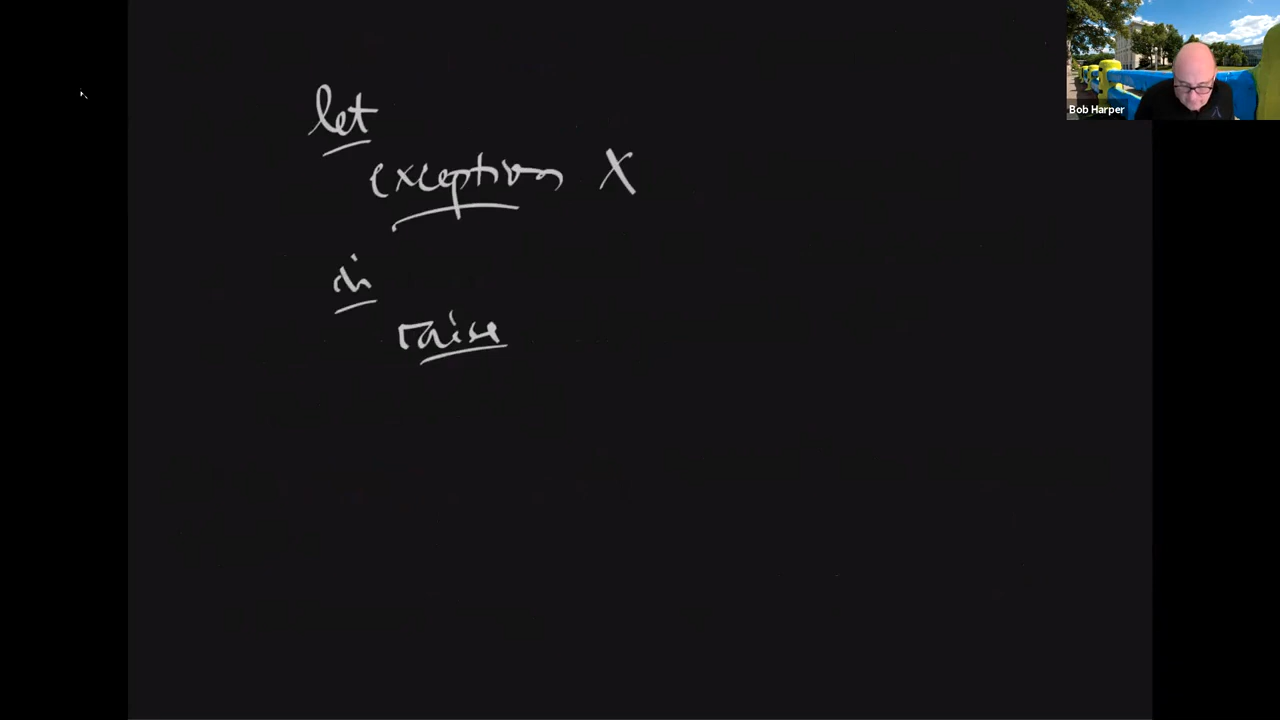 let
exception X
in
raise
Bob Harper